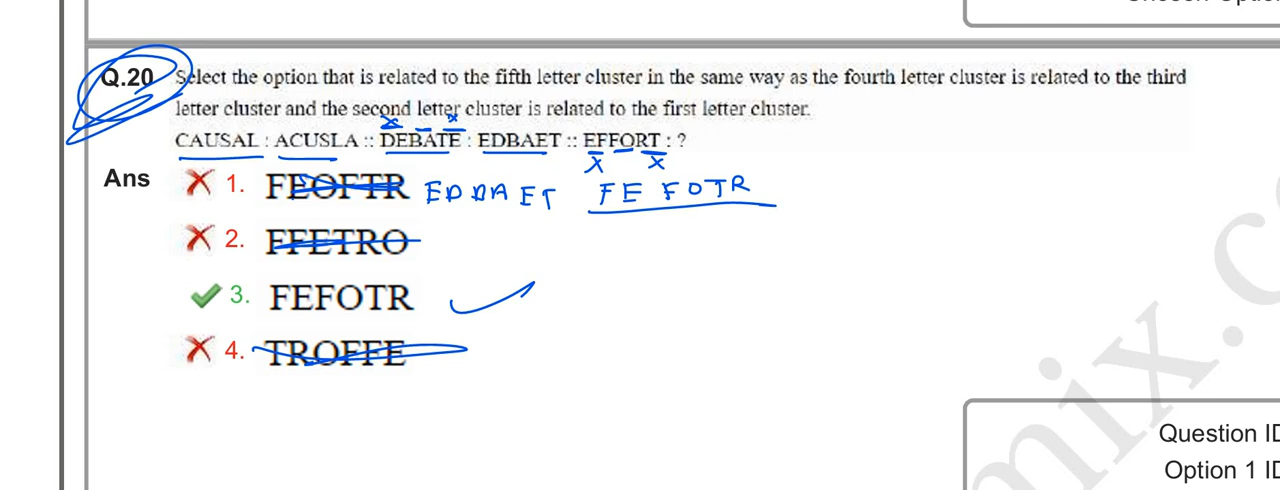 Q.20 Select the option that is related to the fifth letter cluster in the same way as the fourth letter cluster is related to the third
letter cluster and the second letter cluster is related to the first letter cluster.
CAUSAL : ACUSLA :: DEBATE : EDBAET :: EFFORT : ?
Ans 1. FEOFTR EDBAET FEFOTR
2. FFETRO
3. FEFOTR
4. TROFFE
Question ID
Option 1 ID